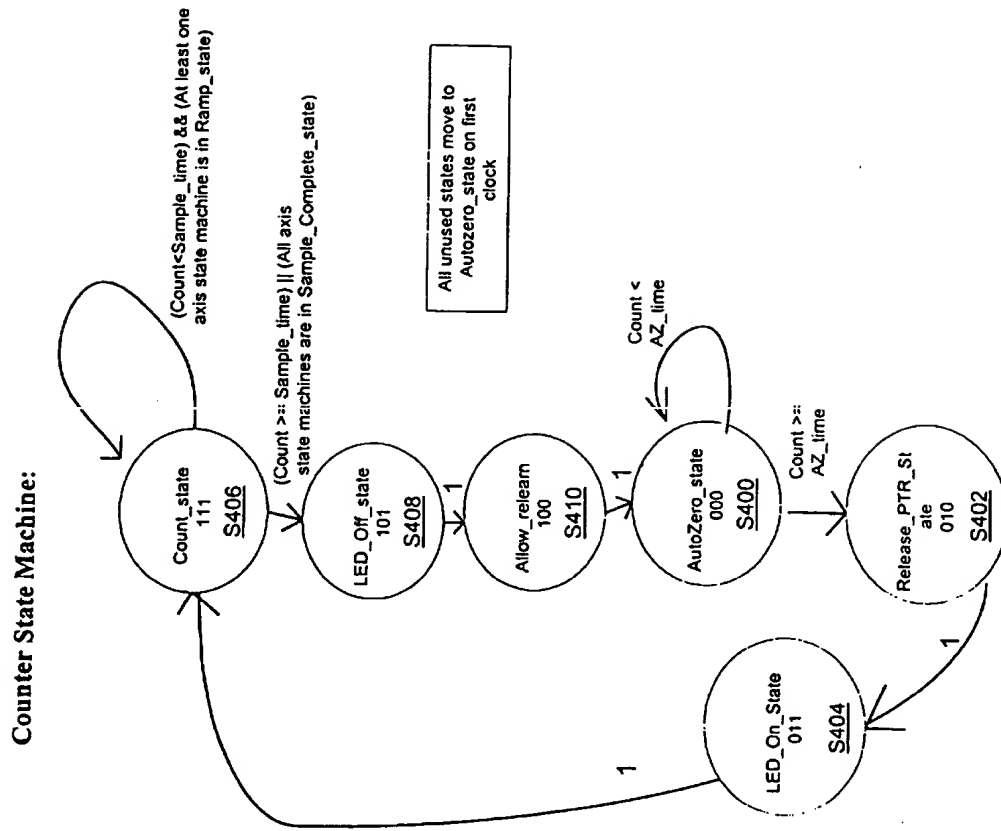 Counter State Machine:
(Count<Sample_time) && (At least one
axis state machine is in Ramp_state)
Count_state
111
S406
(Count >= Sample_time) || (All axis
state machines are in Sample_Complete_state)
LED_Off_state
101
S408
1
Allow_relearn
100
S410
1
All unused states move to
Autozero_state on first
clock
AutoZero_state
000
S400
Count <
AZ_time
Count >=
AZ_time
Release_PTR_St
ate
010
S402
1
LED_On_State
011
S404
1